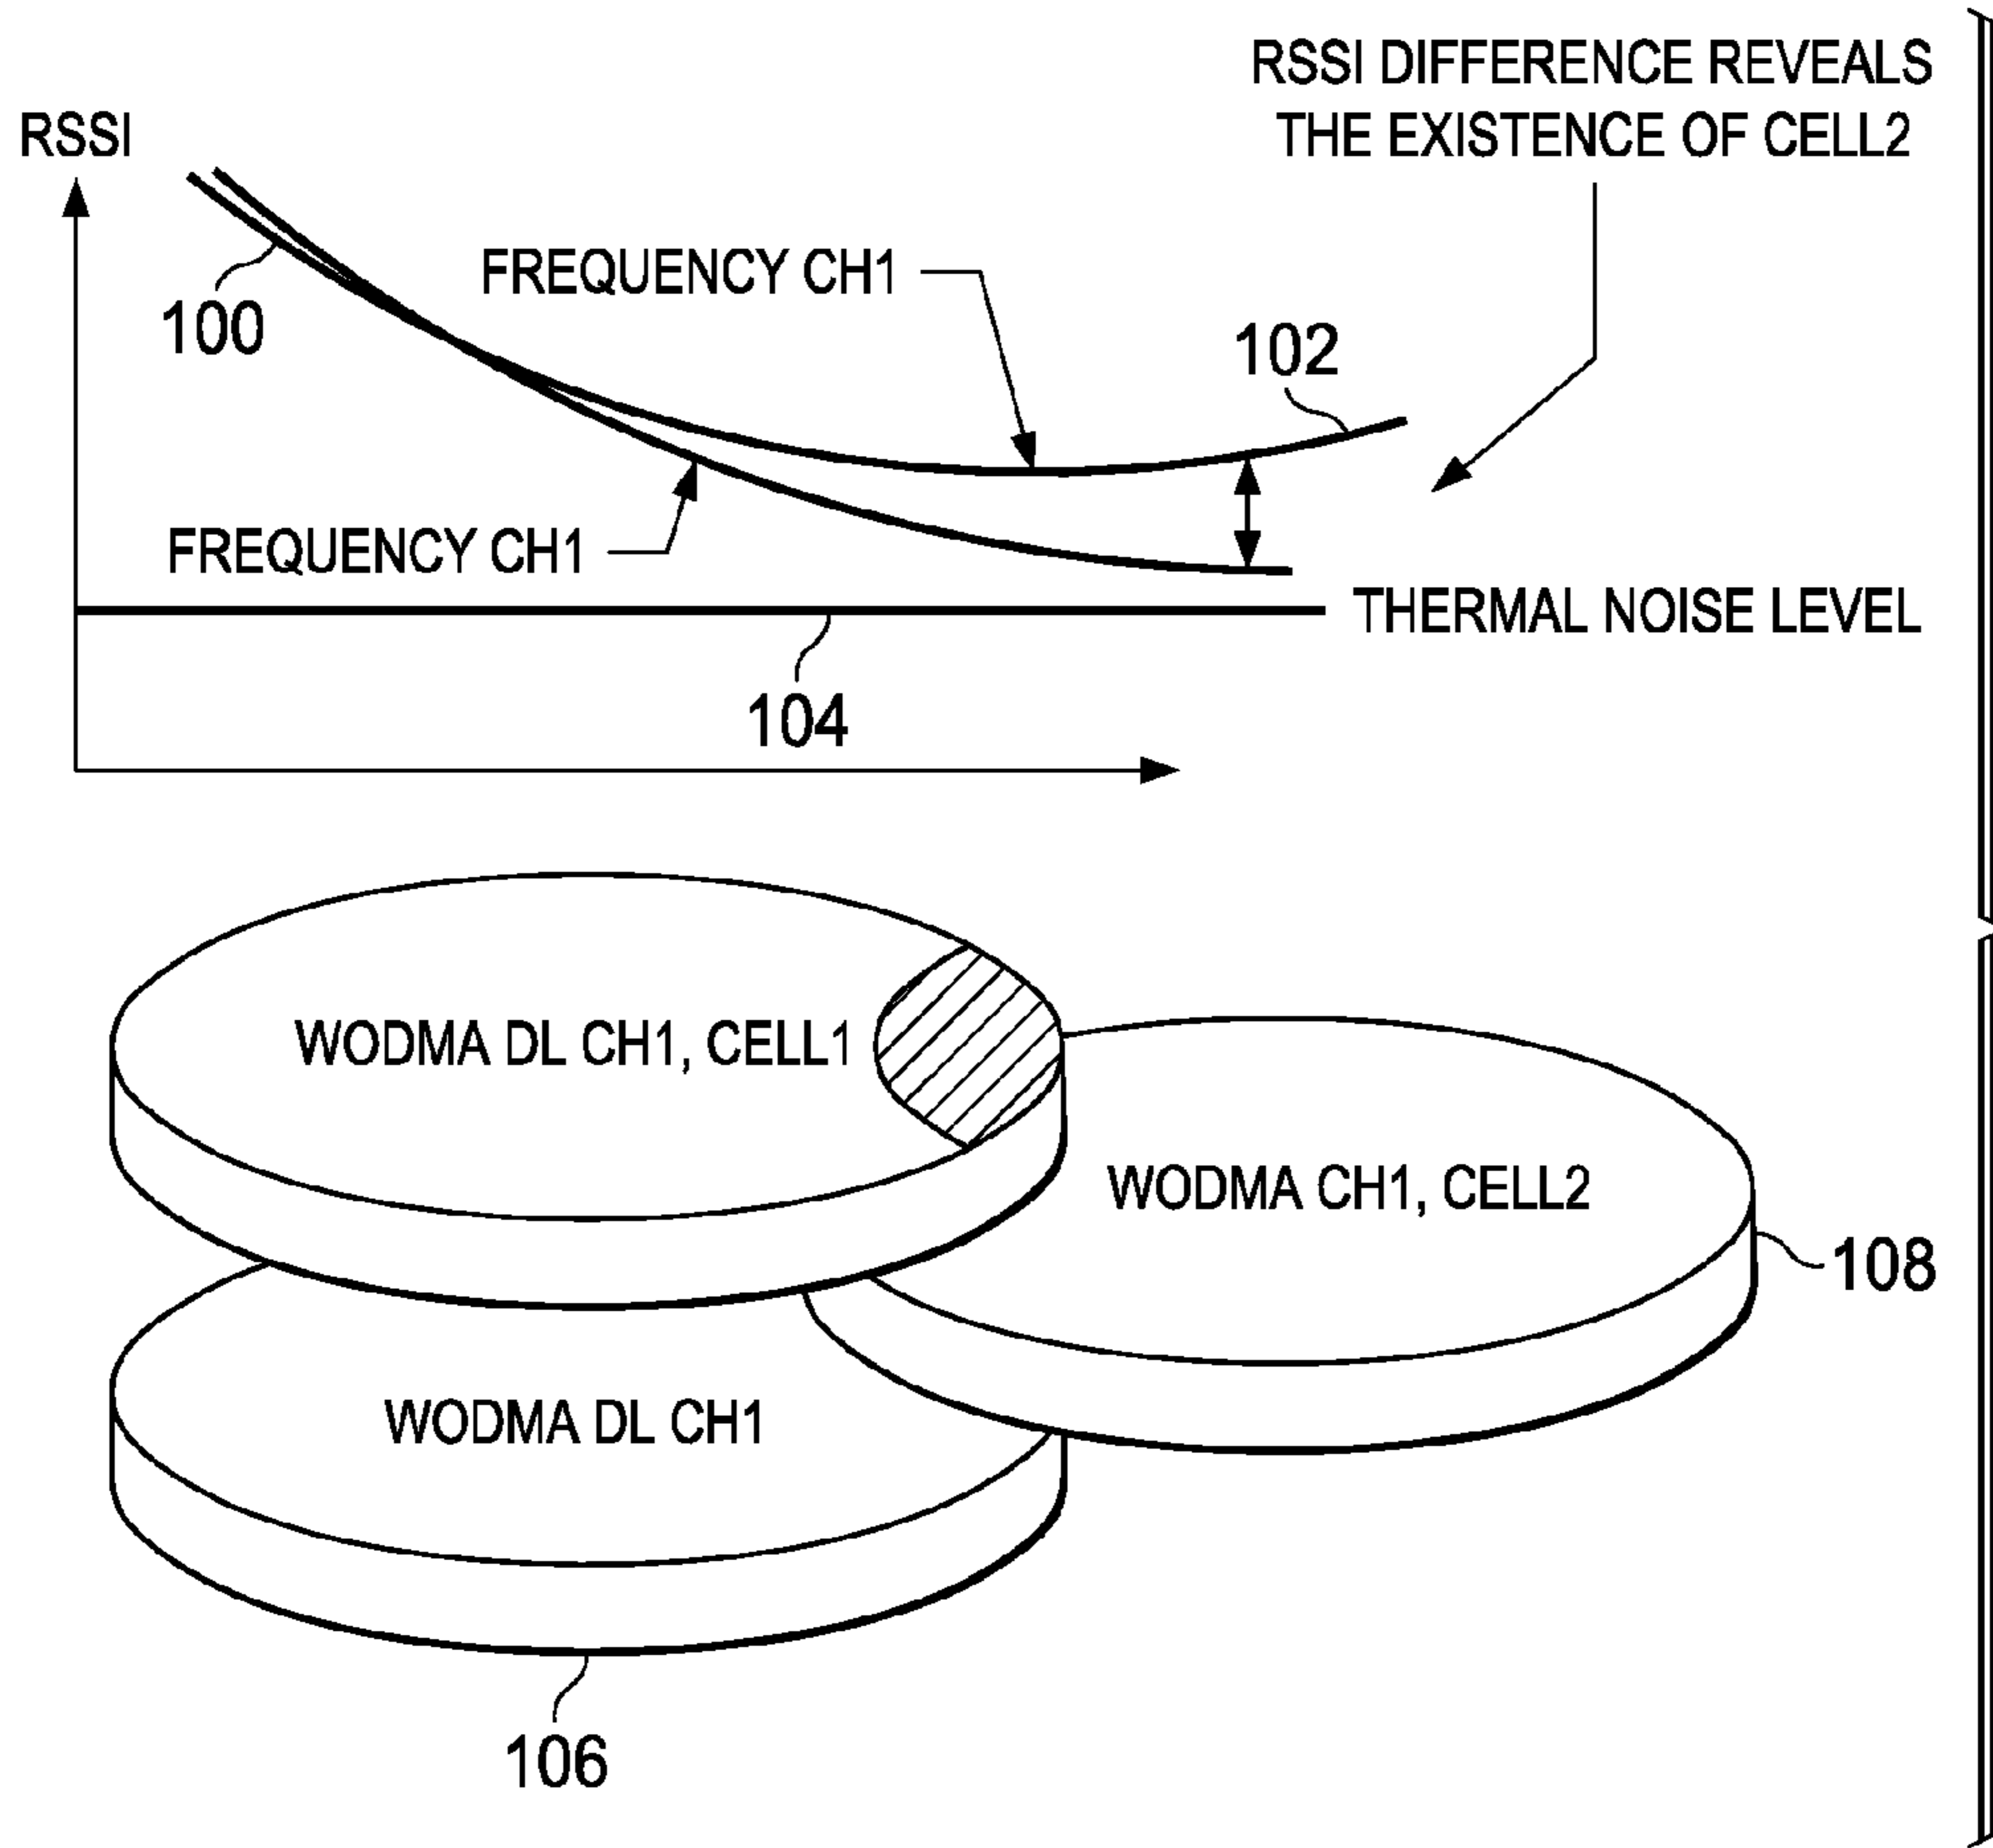 RSSI DIFFERENCE REVEALS
THE EXISTENCE OF CELL2
RSSI
FREQUENCY CH1
100
102
FREQUENCY CH1
THERMAL NOISE LEVEL
104
WODMA DL CH1, CELL1
WODMA CH1, CELL2
108
WODMA DL CH1
106